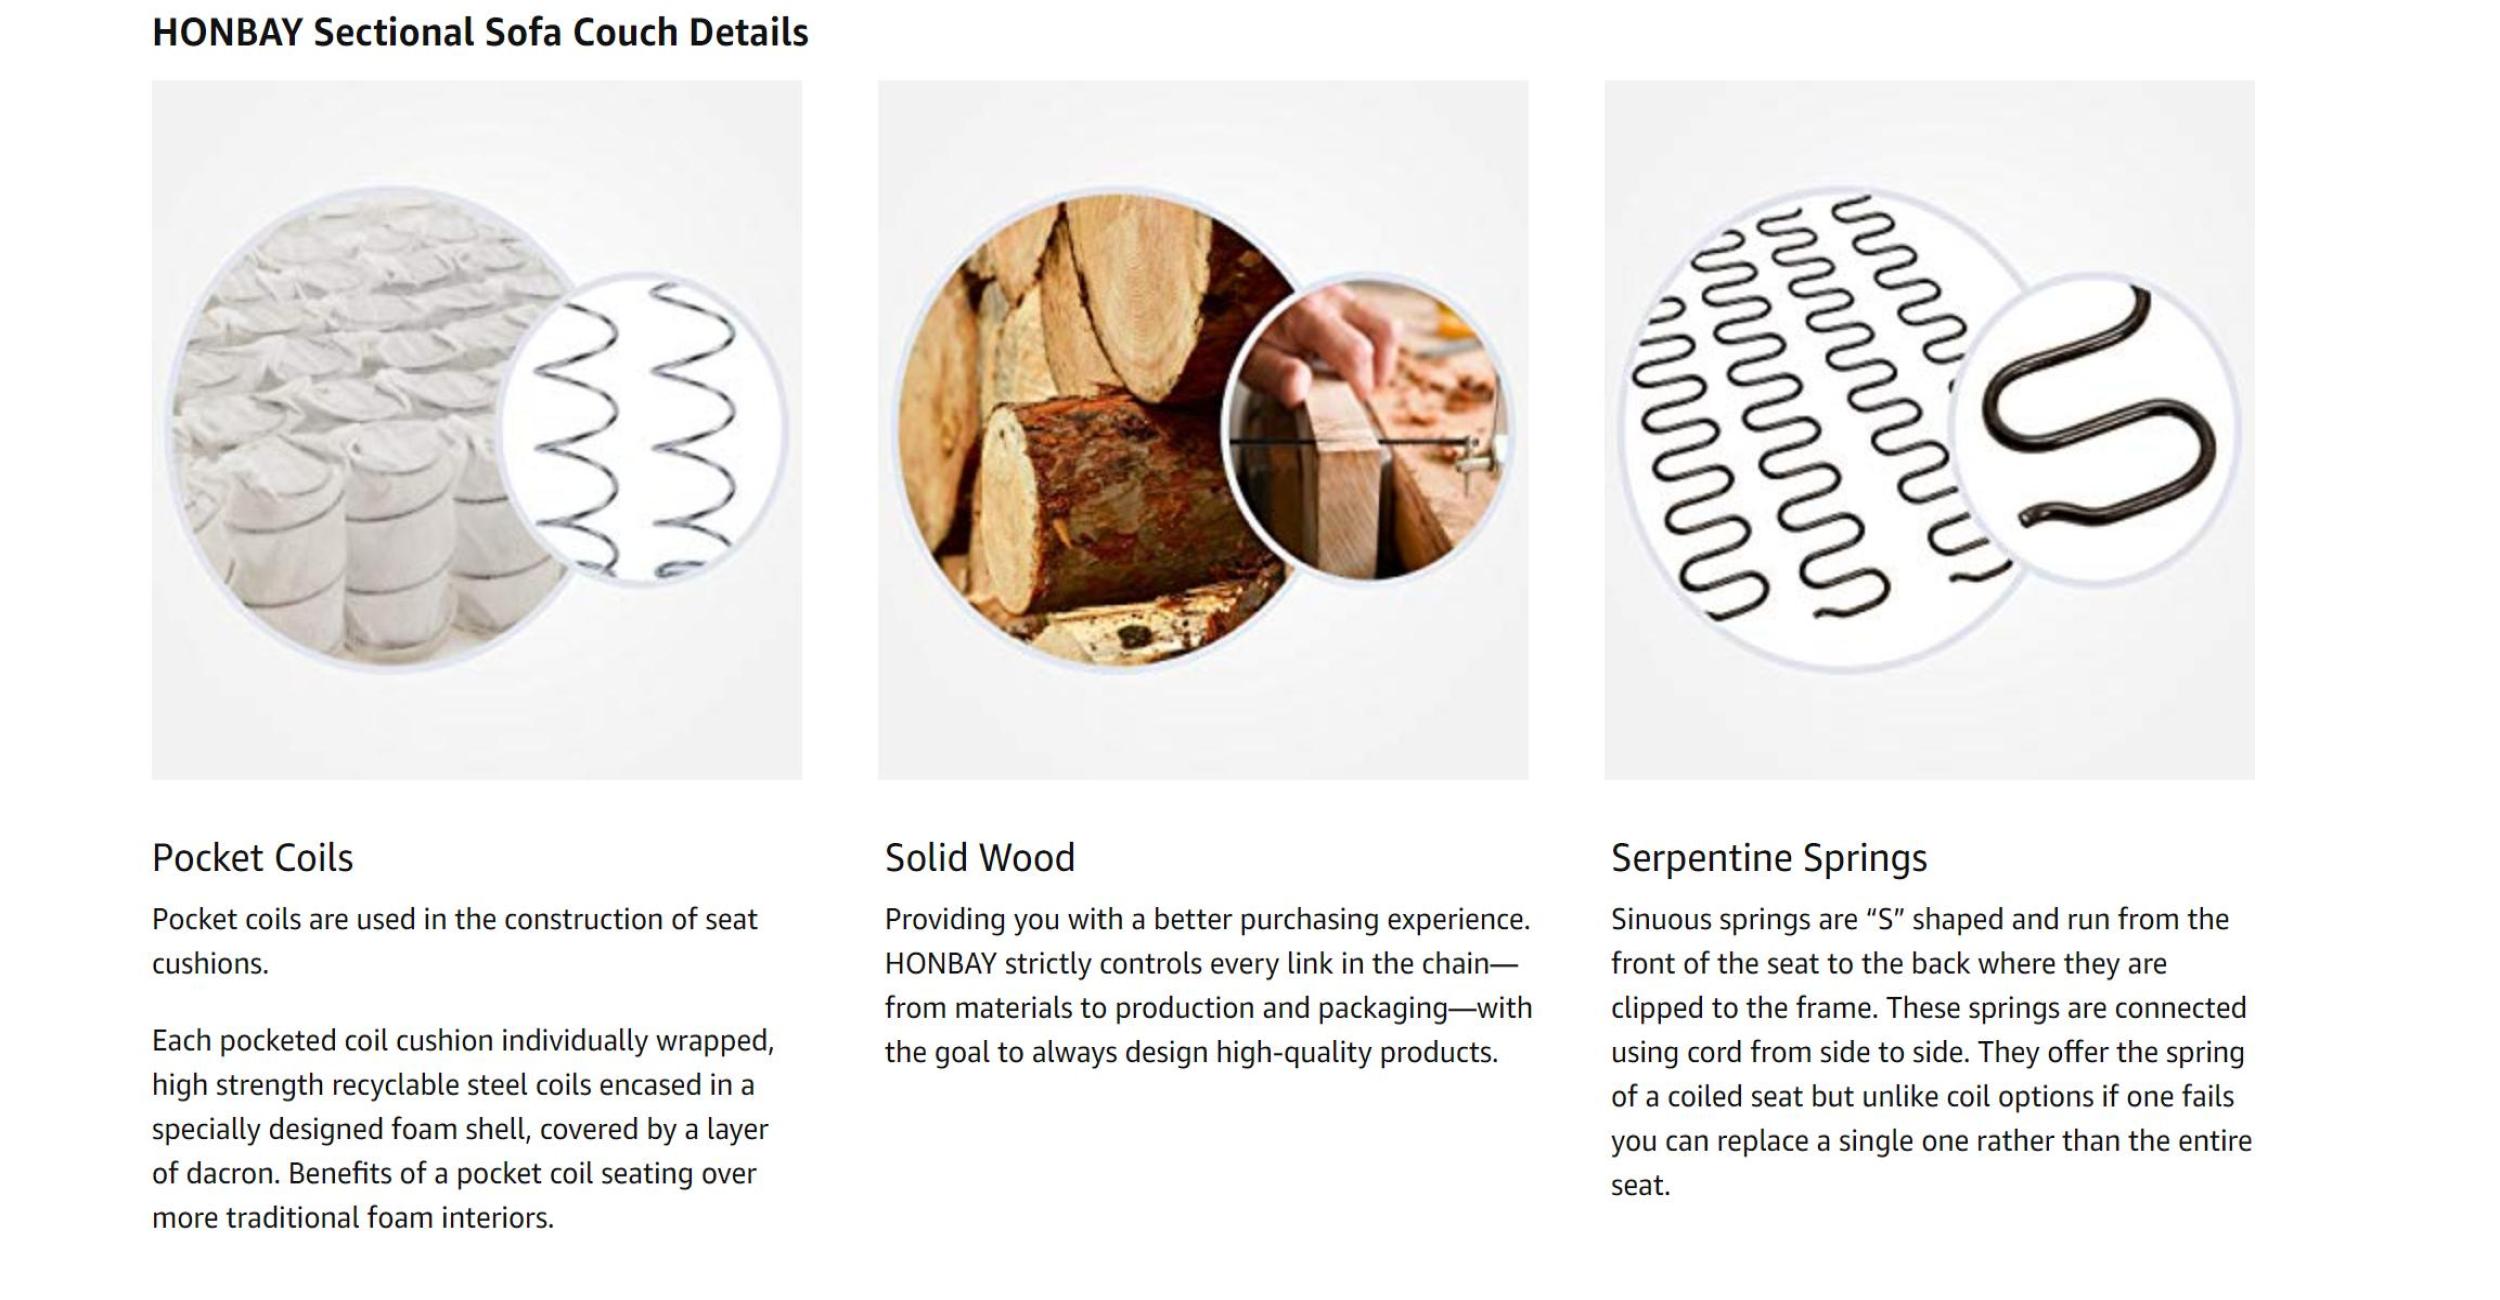 HONBAY Sectional Sofa Couch Details
Pocket Coils
Pocket coils are used in the construction of seat
cushions.
Each pocketed coil cushion individually wrapped,
high strength recyclable steel coils encased in a
specially designed foam shell, covered by a layer
of dacron. Benefits of a pocket coil seating over
more traditional foam interiors.
Solid Wood
Providing you with a better purchasing experience.
HONBAY strictly controls every link in the chain—
from materials to production and packaging—with
the goal to always design high-quality products.
Serpentine Springs
Sinuous springs are “S” shaped and run from the
front of the seat to the back where they are
clipped to the frame. These springs are connected
using cord from side to side. They offer the spring
of a coiled seat but unlike coil options if one fails
you can replace a single one rather than the entire
seat.